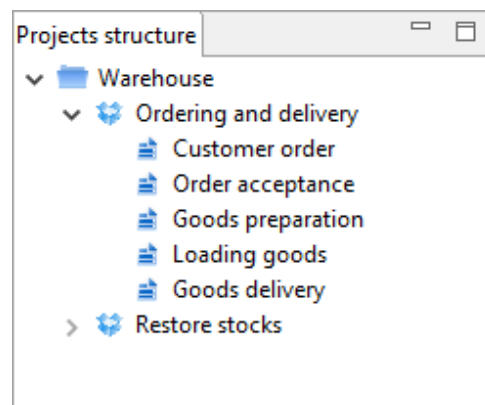 Projects structure
Warehouse
Ordering and delivery
Customer order
Order acceptance
Goods preparation
Loading goods
Goods delivery
Restore stocks